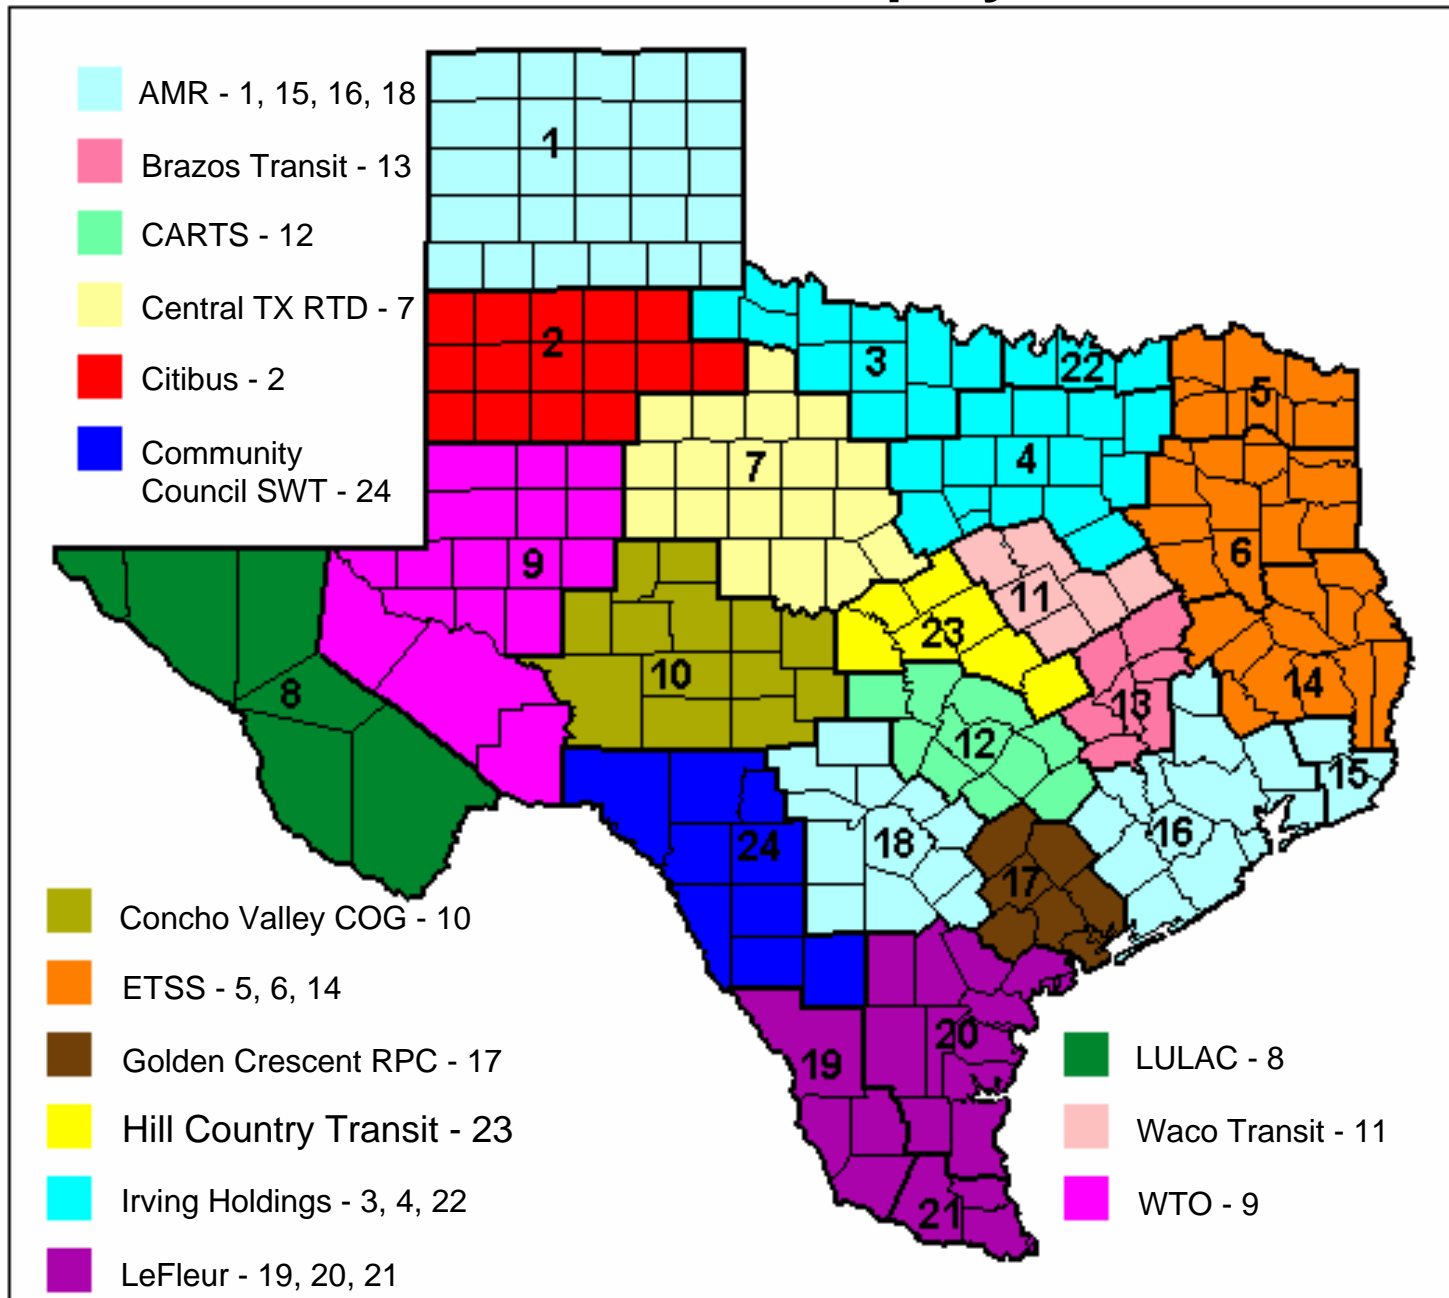 AMR - 1, 15, 16, 18
Brazos Transit - 13
CARTS - 12
Central TX RTD - 7
Citibus - 2
Community
Council SWT - 24
1
2
3
22
5
7
4
9
6
11
23
10
8
14
13
12
15
16
18
24
17
20
19
21
Concho Valley COG - 10
ETSS - 5, 6, 14
Golden Crescent RPC - 17
Hill Country Transit - 23
Irving Holdings - 3, 4, 22
LeFleur - 19, 20, 21
LULAC - 8
Waco Transit - 11
WTO - 9